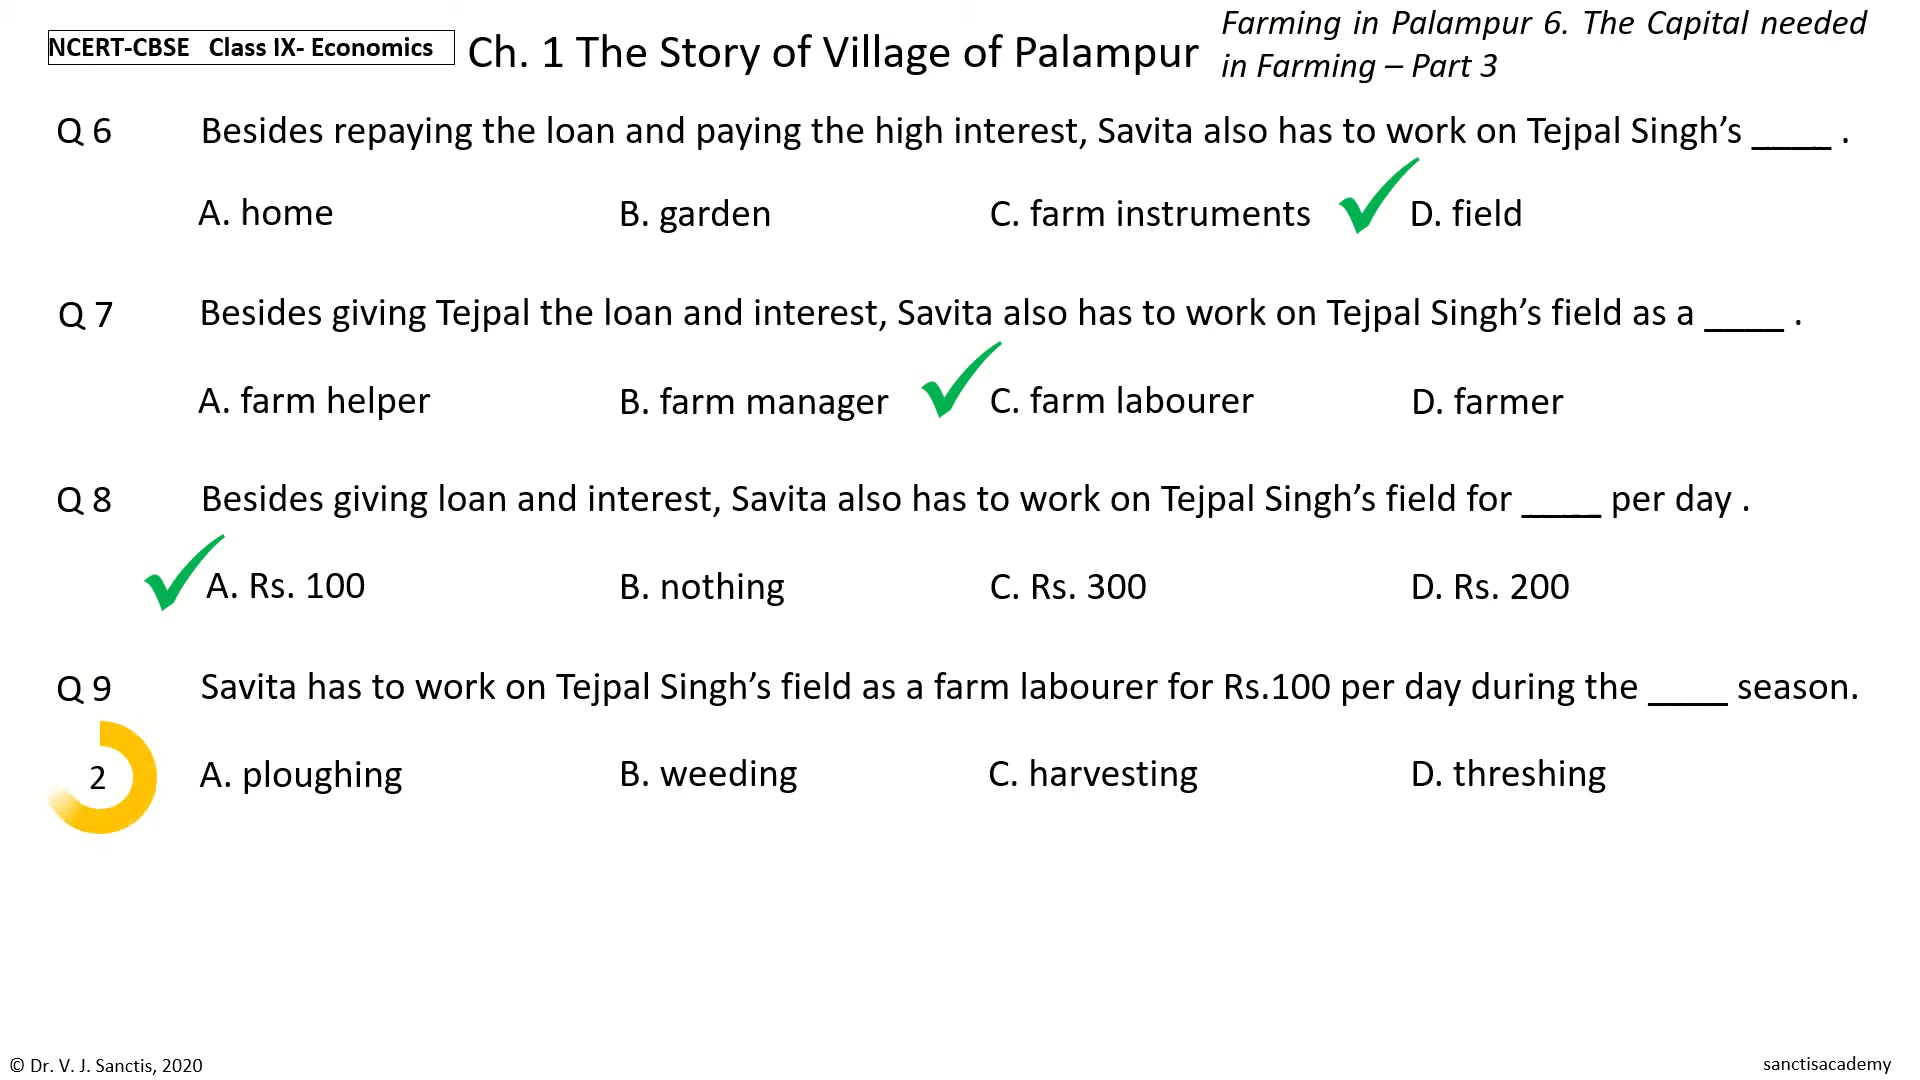 NCERT-CBSE Class IX- Economics
Ch. 1 The Story of Village of Palampur
Farming in Palampur 6. The Capital needed
in Farming – Part 3
Q 6 Besides repaying the loan and paying the high interest, Savita also has to work on Tejpal Singh’s ____ .
A. home B. garden C. farm instruments D. field
Q 7 Besides giving Tejpal the loan and interest, Savita also has to work on Tejpal Singh’s field as a ____ .
A. farm helper B. farm manager C. farm labourer D. farmer
Q 8 Besides giving loan and interest, Savita also has to work on Tejpal Singh’s field for ____ per day .
A. Rs. 100 B. nothing C. Rs. 300 D. Rs. 200
Q 9 Savita has to work on Tejpal Singh’s field as a farm labourer for Rs.100 per day during the ____ season.
2 A. ploughing B. weeding C. harvesting D. threshing
© Dr. V. J. Sanctis, 2020
sanctisacademy